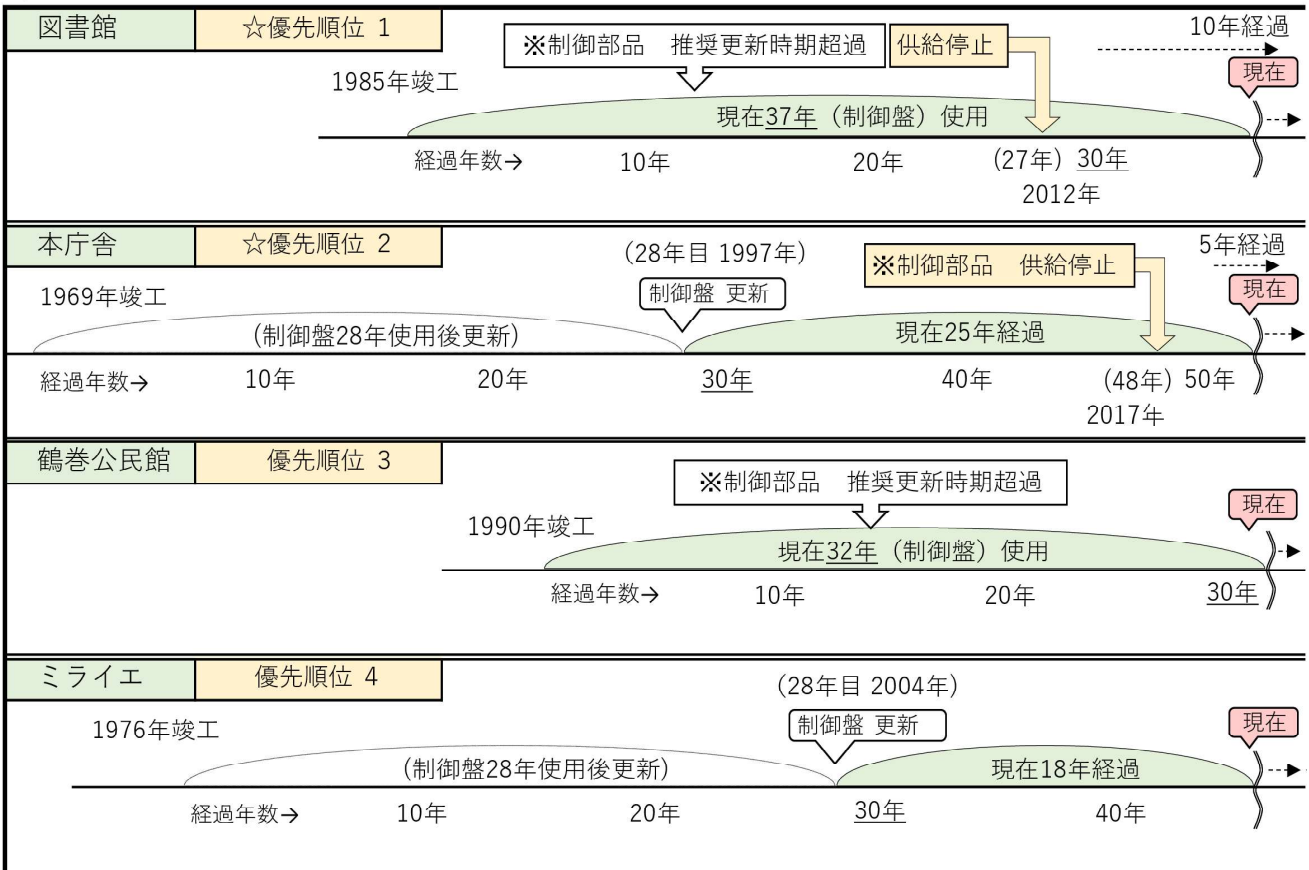 図書館 ☆優先順位 1
10年経過
※制御部品　推奨更新時期超過 供給停止
現在
1985年竣工
現在37年（制御盤）使用
経過年数→ 10年 20年 (27年) 30年
2012年
本庁舎 ☆優先順位 2
(28年目 1997年)
※制御部品　供給停止
5年経過
現在
制御盤 更新
1969年竣工
(制御盤28年使用後更新)
現在25年経過
経過年数→ 10年 20年 30年 40年 (48年) 50年
2017年
鶴巻公民館 優先順位 3
※制御部品　推奨更新時期超過
現在
1990年竣工
現在32年（制御盤）使用
経過年数→ 10年 20年 30年
ミライエ 優先順位 4
(28年目 2004年)
1976年竣工
制御盤 更新
現在
(制御盤28年使用後更新)
現在18年経過
経過年数→ 10年 20年 30年 40年